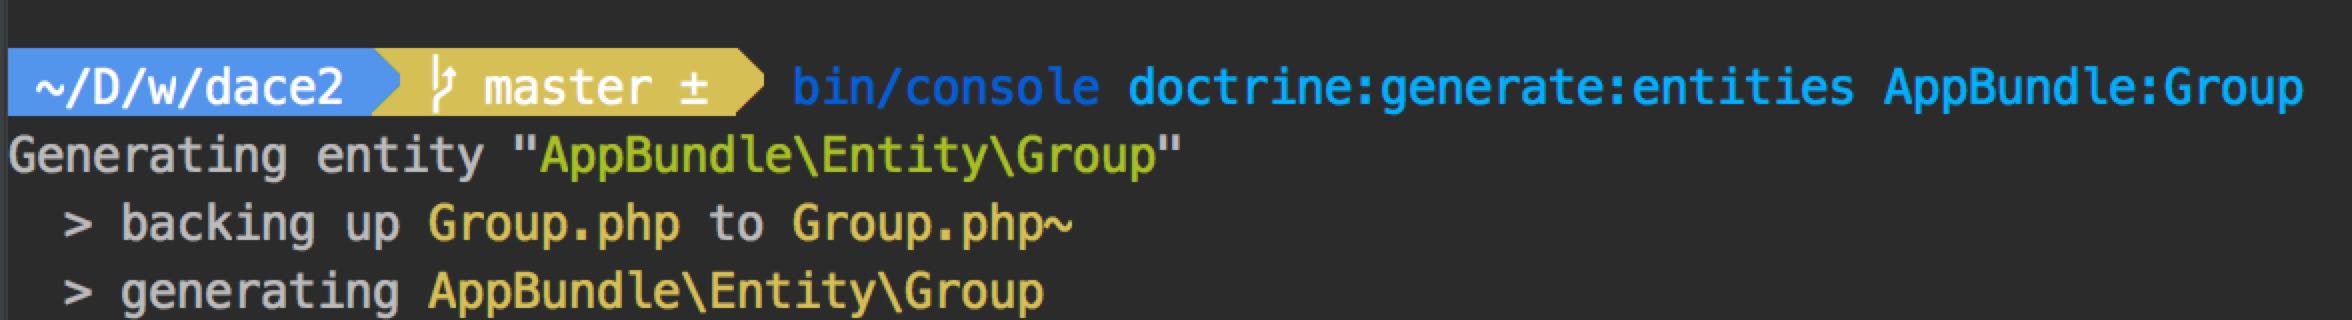 ~/D/w/dace2 master ± bin/console doctrine:generate:entities AppBundle:Group
Generating entity "AppBundle\Entity\Group"
> backing up Group.php to Group.php~
> generating AppBundle\Entity\Group